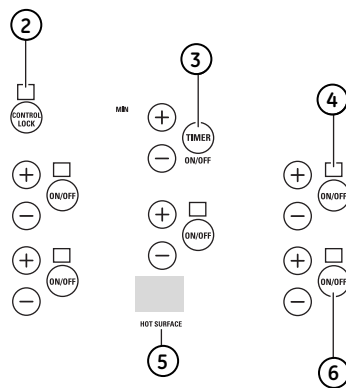 2
3
4
CONTROL
LOCK
MIN
+
TIMER
−
ON/OFF
+
ON/OFF
−
+
ON/OFF
−
+
ON/OFF
−
+
ON/OFF
−
+
ON/OFF
−
HOT SURFACE
5
6